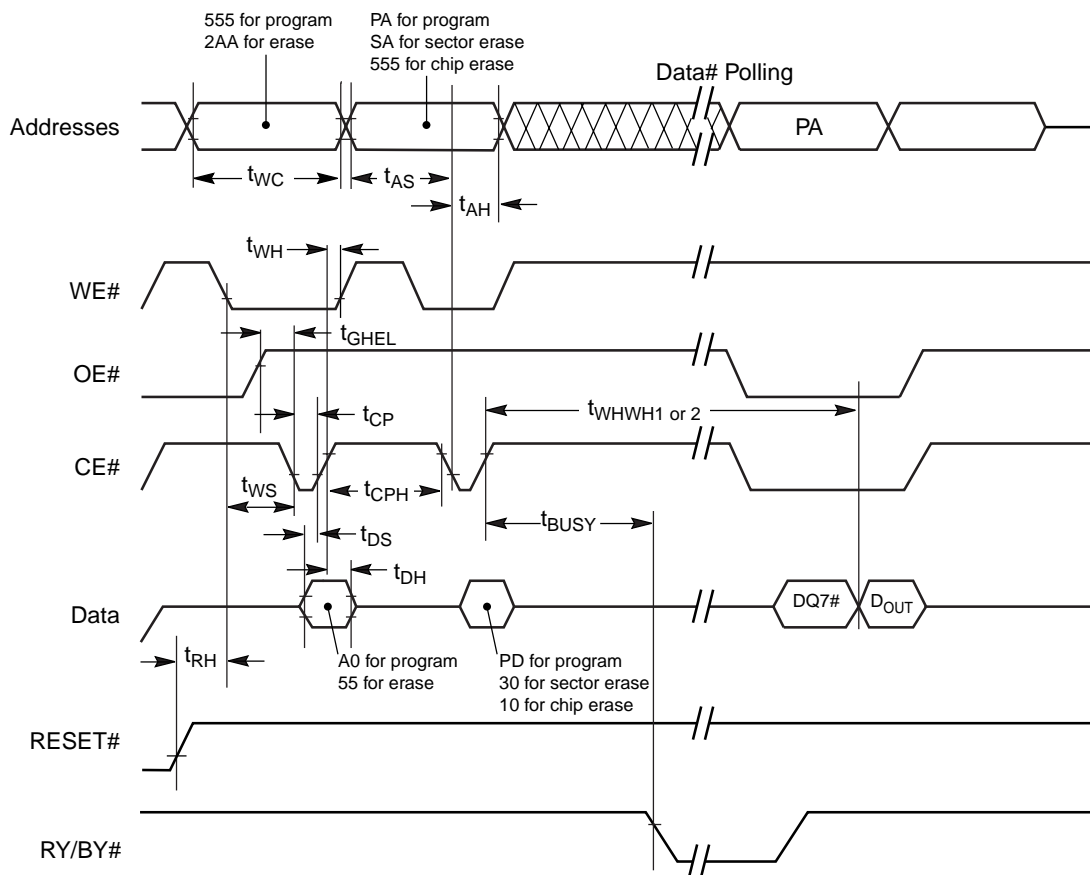 555 for program
2AA for erase
PA for program
SA for sector erase
555 for chip erase
Data# Polling
Addresses
PA
tWC
tAS
tAH
tWH
WE#
tGHEL
OE#
tWHWH1 or 2
tCP
CE#
tWS
tCPH
tBUSY
tDS
tDH
Data
DQ7#
DOUT
tRH
A0 for program
55 for erase
PD for program
30 for sector erase
10 for chip erase
RESET#
RY/BY#